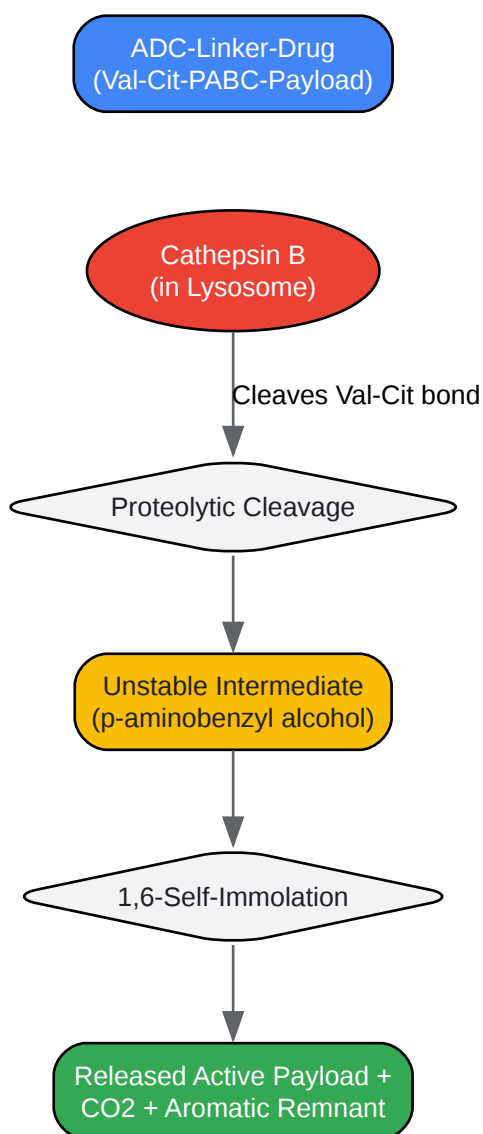 ADC-Linker-Drug
(Val-Cit-PABC-Payload)
Cathepsin B
(in Lysosome)
Cleaves Val-Cit bond
Proteolytic Cleavage
Unstable Intermediate
(p-aminobenzyl alcohol)
1,6-Self-Immolation
Released Active Payload +
CO2 + Aromatic Remnant